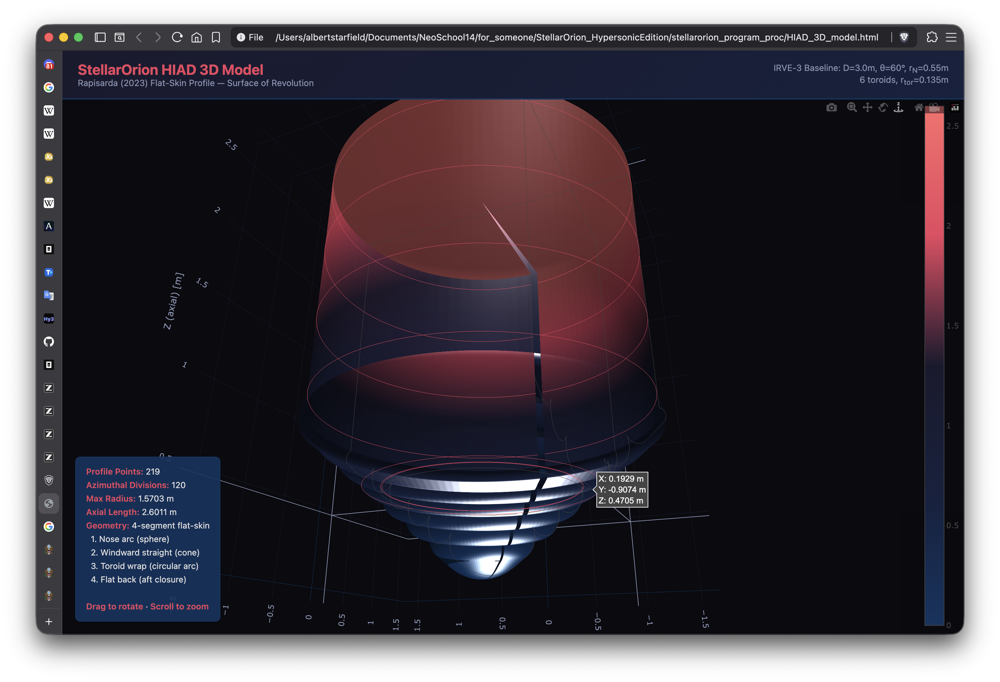 File /Users/albertstarfield/Documents/NeoSchool14/for_someone/StellarOrion_HypersonicEdition/stellarorion_program_proc/HIAD_3D_model.html
81
StellarOrion HIAD 3D Model
Rapisarda (2023) Flat-Skin Profile — Surface of Revolution
IRVE-3 Baseline: D=3.0m, θ=60°, rN=0.55m
6 toroids, rtor=0.135m
W
W
JG
JG
W
A
T
G
Hy3
Z
Z
Z
Z
G
2.5
2
1.5
1
0.5
Z (axial) [m]
2.5
2
1.5
1
0.5
0
X: 0.1929 m
Y: -0.9074 m
Z: 0.4705 m
Profile Points: 219
Azimuthal Divisions: 120
Max Radius: 1.5703 m
Axial Length: 2.6011 m
Geometry: 4-segment flat-skin
1. Nose arc (sphere)
2. Windward straight (cone)
3. Toroid wrap (circular arc)
4. Flat back (aft closure)
Drag to rotate · Scroll to zoom
−1
−0.5
0
0.5
1
1.5
1.5
1
0.5
0
−0.5
−1
−1.5